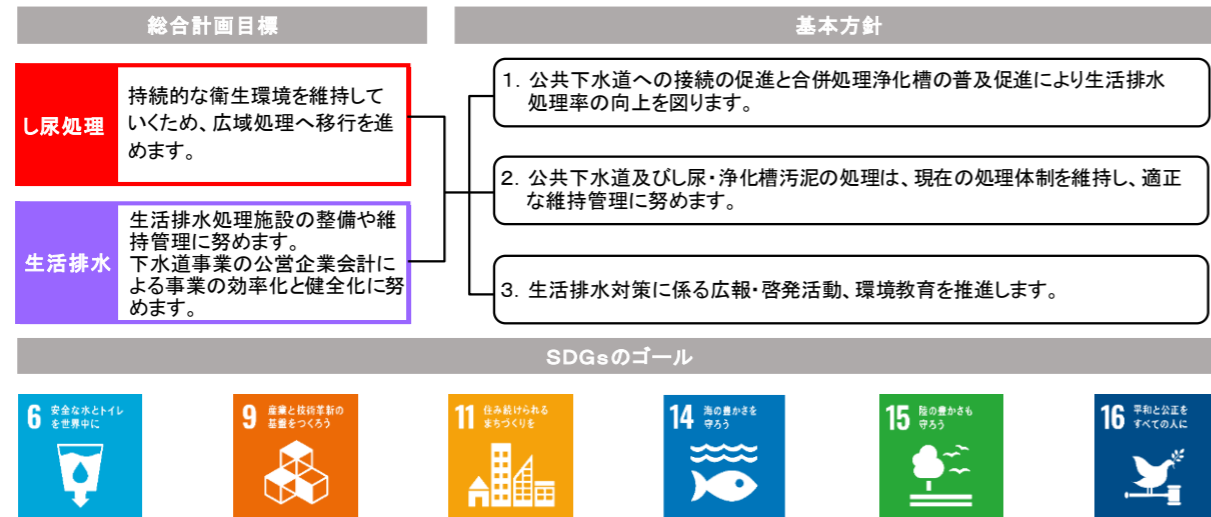 総合計画目標
基本方針
し尿処理
持続的な衛生環境を維持して
いくため、広域処理へ移行を進
めます。
生活排水
生活排水処理施設の整備や維
持管理に努めます。
下水道事業の公営企業会計に
よる事業の効率化と健全化に努
めます。
1．公共下水道への接続の促進と合併処理浄化槽の普及促進により生活排水
処理率の向上を図ります。
2．公共下水道及びし尿・浄化槽汚泥の処理は、現在の処理体制を維持し、適正
な維持管理に努めます。
3．生活排水対策に係る広報・啓発活動、環境教育を推進します。
SDGsのゴール
6 安全な水とトイレ
を世界中に
9 産業と技術革新の
基盤をつくろう
11 住み続けられる
まちづくりを
14 海の豊かさを
守ろう
15 陸の豊かさも
守ろう
16 平和と公正を
すべての人に